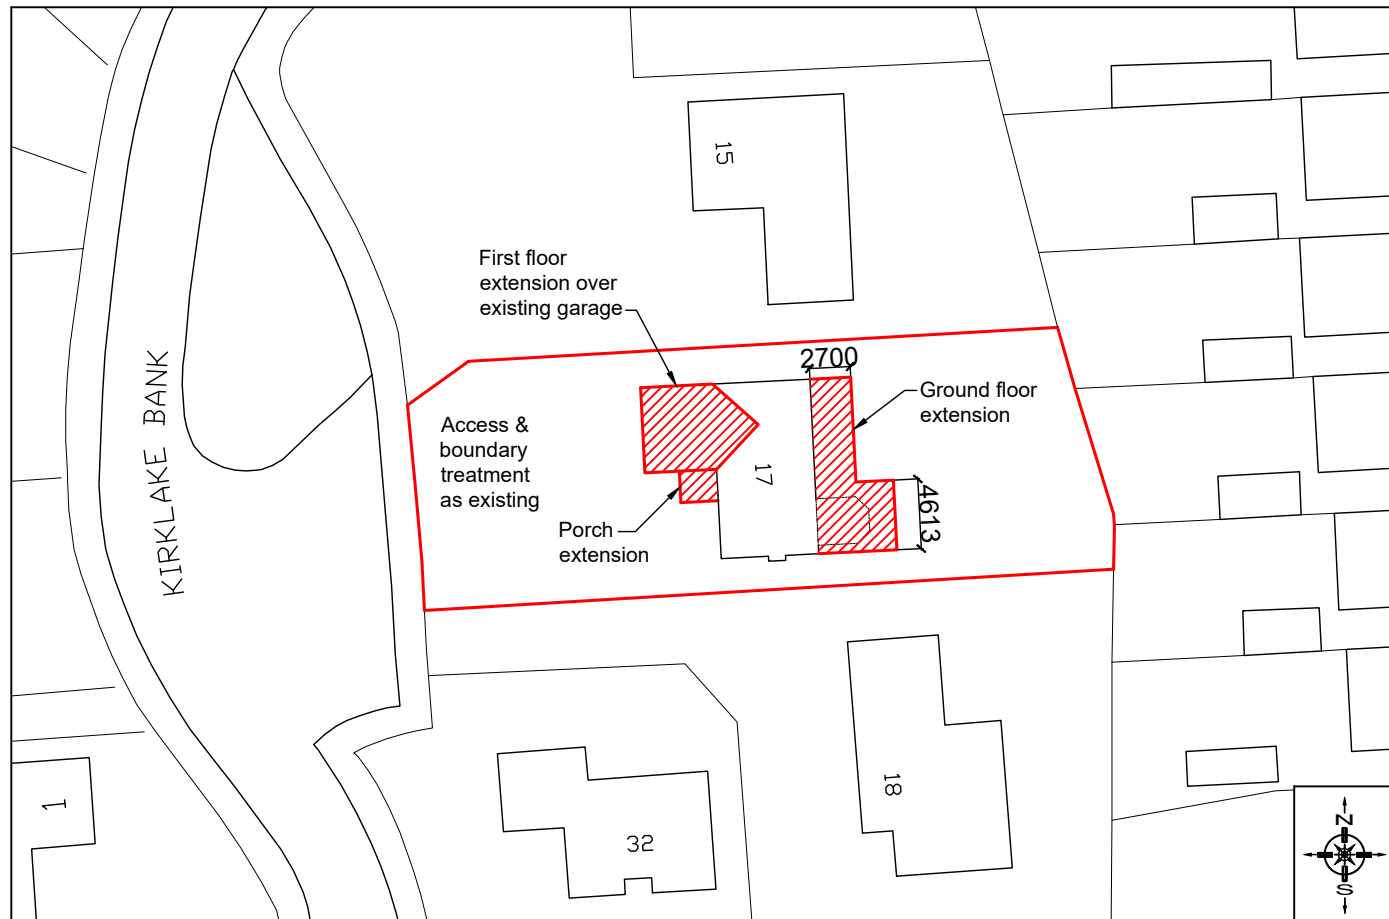 15
First floor
extension over
existing garage
2700
Ground floor
extension
Access &
boundary
treatment
as existing
17
4613
Porch
extension
KIRKLAKE BANK
1
32
18
N
S